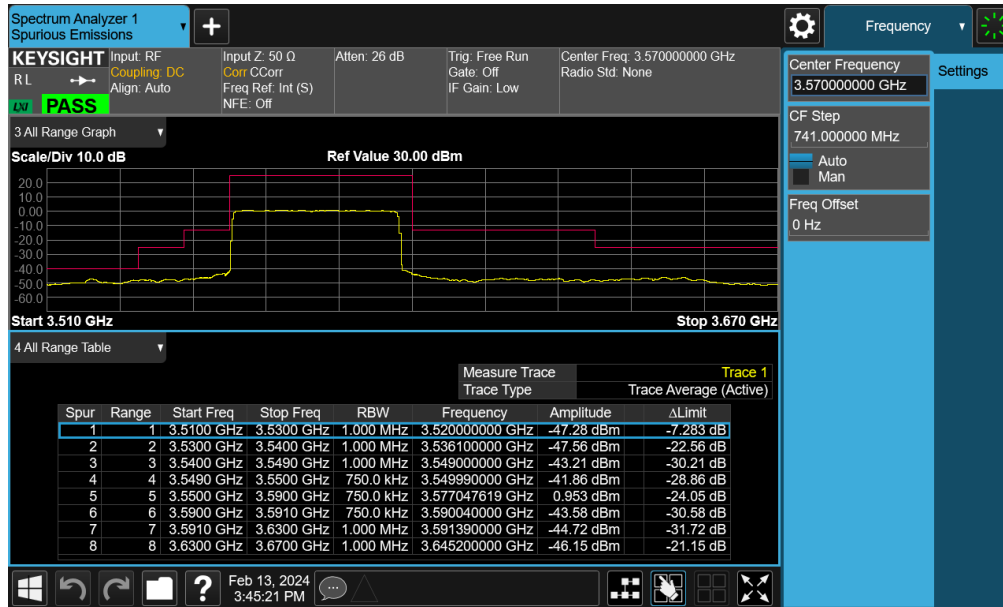 Spectrum Analyzer 1
Spurious Emissions
Frequency
KEYSIGHT
R L
LXI
PASS
Input: RF
Coupling: DC
Align: Auto
Input Z: 50 Ω
Corr CCorr
Freq Ref: Int (S)
NFE: Off
Atten: 26 dB
Trig: Free Run
Gate: Off
IF Gain: Low
Center Freq: 3.570000000 GHz
Radio Std: None
Center Frequency
3.570000000 GHz
Settings
CF Step
741.000000 MHz
Auto
Man
Freq Offset
0 Hz
3 All Range Graph
Scale/Div 10.0 dB Ref Value 30.00 dBm
20.0
10.0
0.00
-10.0
-20.0
-30.0
-40.0
-50.0
-60.0
Start 3.510 GHz Stop 3.670 GHz
4 All Range Table
Measure Trace Trace 1
Trace Type Trace Average (Active)
Spur Range Start Freq Stop Freq RBW Frequency Amplitude ΔLimit
1 1 3.5100 GHz 3.5300 GHz 1.000 MHz 3.520000000 GHz -47.28 dBm -7.283 dB
2 2 3.5300 GHz 3.5400 GHz 1.000 MHz 3.536100000 GHz -47.56 dBm -22.56 dB
3 3 3.5400 GHz 3.5490 GHz 1.000 MHz 3.549000000 GHz -43.21 dBm -30.21 dB
4 4 3.5490 GHz 3.5500 GHz 750.0 kHz 3.549990000 GHz -41.86 dBm -28.86 dB
5 5 3.5500 GHz 3.5900 GHz 750.0 kHz 3.577047619 GHz 0.953 dBm -24.05 dB
6 6 3.5900 GHz 3.5910 GHz 750.0 kHz 3.590040000 GHz -43.58 dBm -30.58 dB
7 7 3.5910 GHz 3.6300 GHz 1.000 MHz 3.591390000 GHz -44.72 dBm -31.72 dB
8 8 3.6300 GHz 3.6700 GHz 1.000 MHz 3.645200000 GHz -46.15 dBm -21.15 dB
Feb 13, 2024
3:45:21 PM